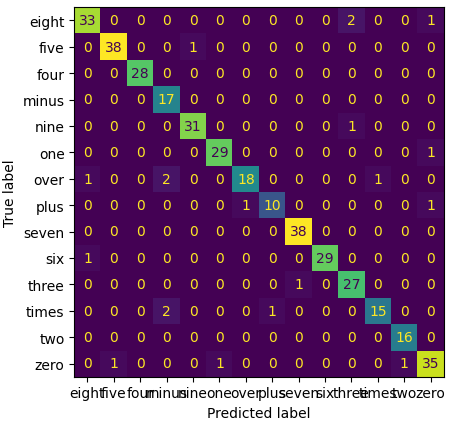 eight 33 0 0 0 0 0 0 0 0 0 2 0 0 1
five 0 38 0 0 1 0 0 0 0 0 0 0 0 0
four 0 0 28 0 0 0 0 0 0 0 0 0 0 0
minus 0 0 0 17 0 0 0 0 0 0 0 0 0 0
nine 0 0 0 0 31 0 0 0 0 0 1 0 0 0
one 0 0 0 0 0 29 0 0 0 0 0 0 0 1
over 1 0 0 2 0 0 18 0 0 0 0 1 0 0
plus 0 0 0 0 0 0 1 10 0 0 0 0 0 1
seven 0 0 0 0 0 0 0 0 38 0 0 0 0 0
six 1 0 0 0 0 0 0 0 0 29 0 0 0 0
three 0 0 0 0 0 0 0 0 1 0 27 0 0 0
times 0 0 0 2 0 0 0 1 0 0 0 15 0 0
two 0 0 0 0 0 0 0 0 0 0 0 0 16 0
zero 0 1 0 0 0 1 0 0 0 0 0 0 1 35
eight five four minus nine one over plus seven six three times two zero
Predicted label
True label